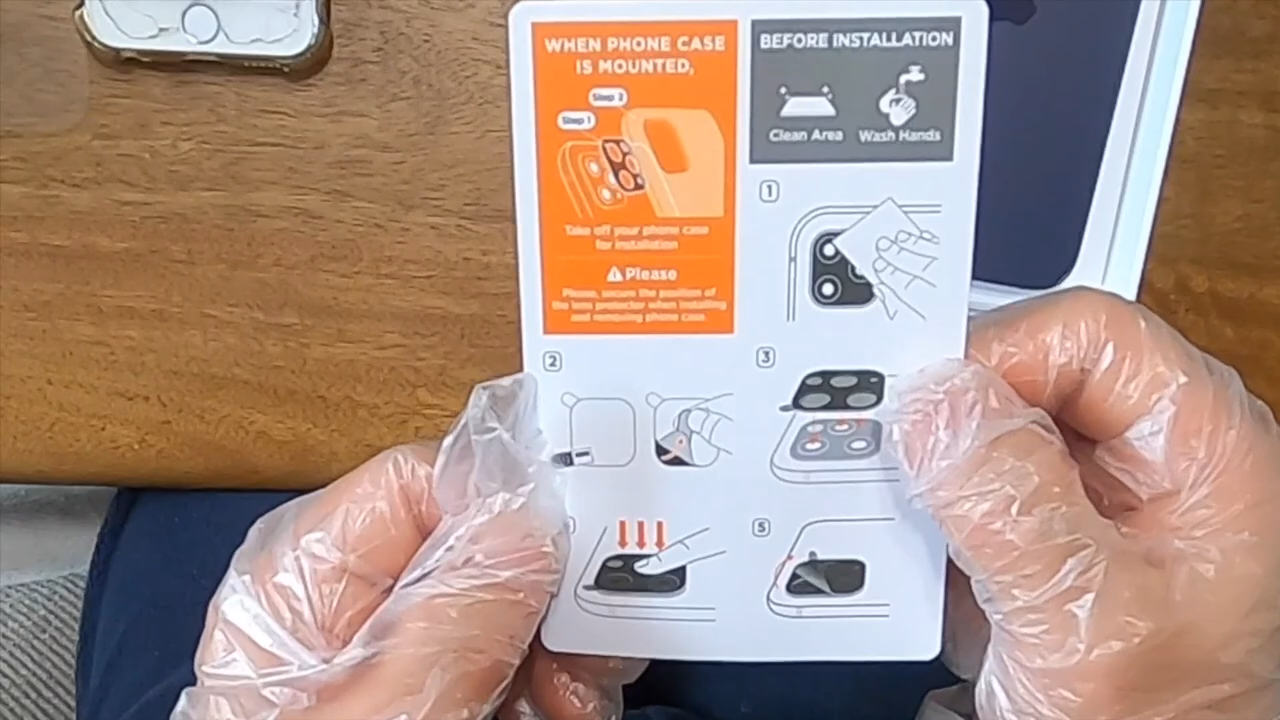 WHEN PHONE CASE
IS MOUNTED,
Step 2
Step 1
Take off your phone case
for installation
Please
Please, secure the position of
the lens protector when installing
and removing phone case
BEFORE INSTALLATION
Clean Area
Wash Hands
1
2
3
5